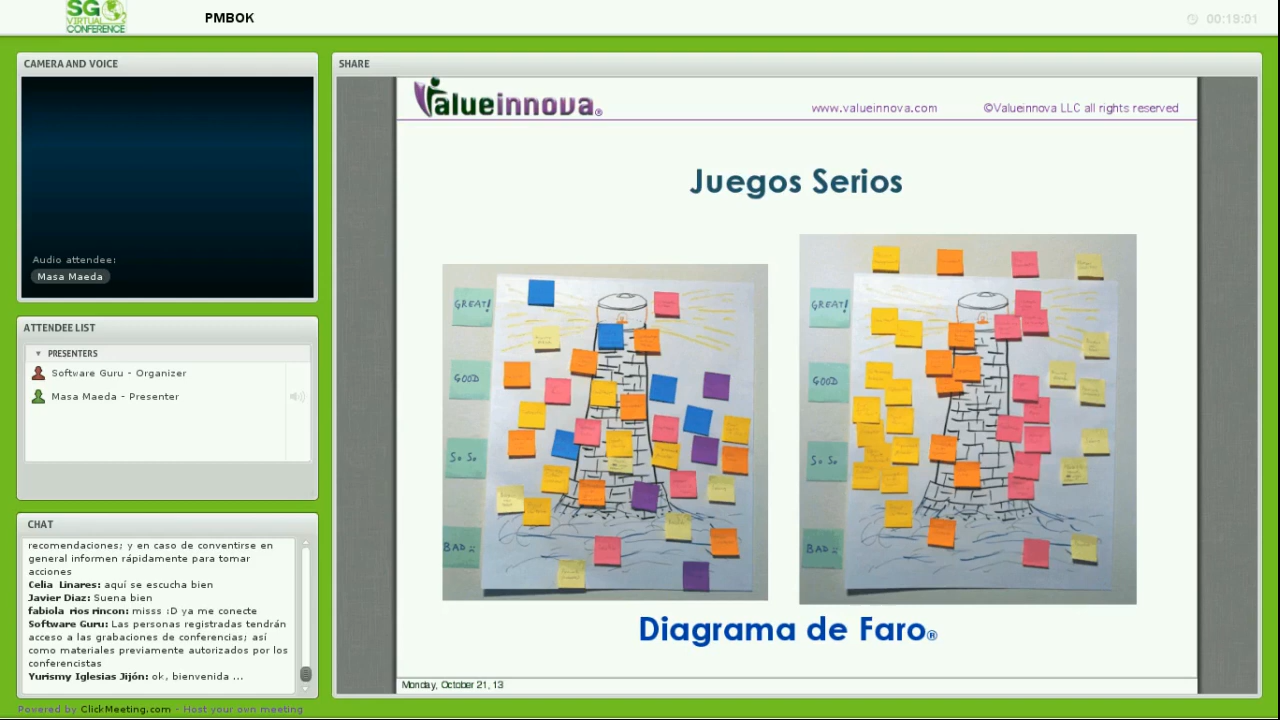 SG
VIRTUAL
CONFERENCE
PMBOK
00:19:01
CAMERA AND VOICE
Audio attendee:
Masa Maeda
ATTENDEE LIST
PRESENTERS
Software Guru - Organizer
Masa Maeda - Presenter
CHAT
recomendaciones; y en caso de conventirse en
general informen rápidamente para tomar
acciones
Celia Linares: aquí se escucha bien
Javier Diaz: Suena bien
fabiola rios rincon: misss :D ya me conecte
Software Guru: Las personas registradas tendrán
acceso a las grabaciones de conferencias; así
como materiales previamente autorizados por los
conferencistas
Yurismy Iglesias Jijón: ok, bienvenida ...
Powered by ClickMeeting.com - Host your own meeting
SHARE
Valueinnova®
www.valueinnova.com
©Valueinnova LLC all rights reserved
Juegos Serios
GREAT!
GOOD
So So
BAD
GREAT!
GOOD
So So
BAD
Diagrama de Faro®
Monday, October 21, 13